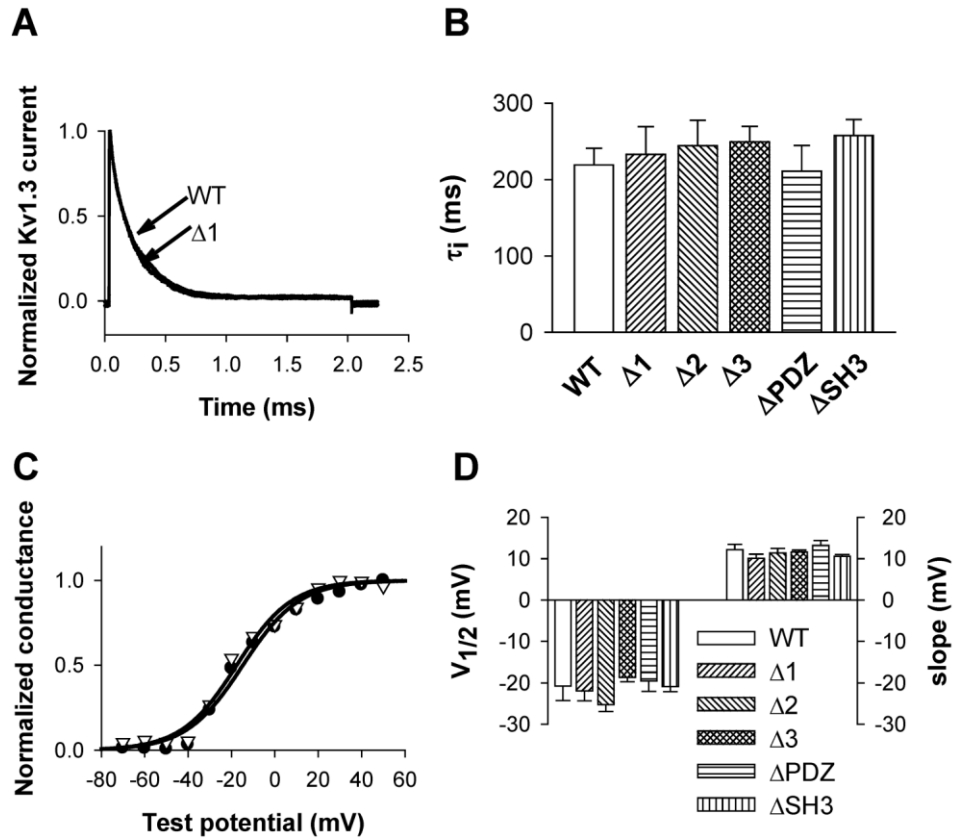 A
Normalized Kv1.3 current
1.0
0.5
0.0
WT
Δ1
0.0 0.5 1.0 1.5 2.0 2.5
Time (ms)
B
τi (ms)
300
200
100
0
WT Δ1 Δ2 Δ3 ΔPDZ ΔSH3
C
Normalized conductance
1.0
0.5
0.0
-80 -60 -40 -20 0 20 40 60
Test potential (mV)
D
V1/2 (mV)
20
10
0
-10
-20
-30
20
10
0
-10
-20
-30
slope (mV)
WT
Δ1
Δ2
Δ3
ΔPDZ
ΔSH3